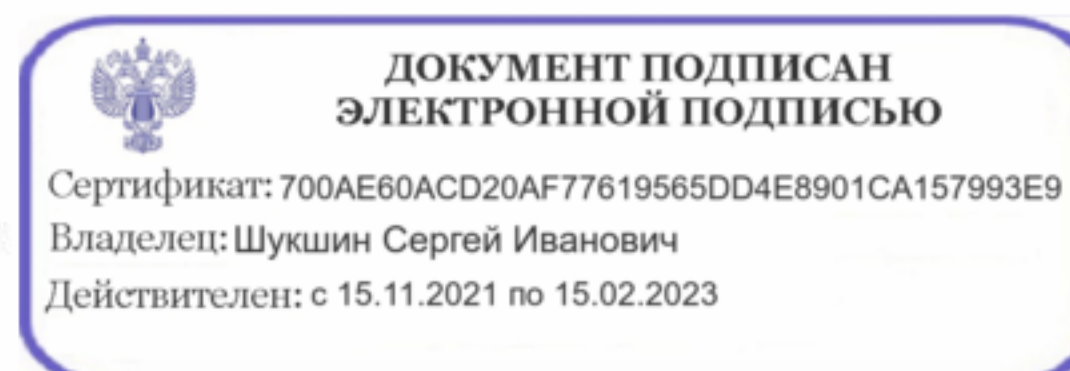 ДОКУМЕНТ ПОДПИСАН
ЭЛЕКТРОННОЙ ПОДПИСЬЮ
Сертификат: 700AE60ACD20AF77619565DD4E8901CA157993E9
Владелец: Шукшин Сергей Иванович
Действителен: с 15.11.2021 по 15.02.2023